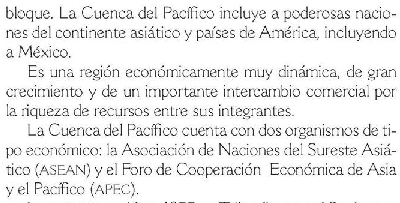 bloque. La Cuenca del Pacífico incluye a poderosas nacio-
nes del continente asiático y países de América, incluyendo
a México.
Es una región económicamente muy dinámica, de gran
crecimiento y de un importante intercambio comercial por
la riqueza de recursos entre sus integrantes.
La Cuenca del Pacífico cuenta con dos organismos de ti-
po económico: la Asociación de Naciones del Sureste Asiá-
tico (ASEAN) y el Foro de Cooperación Económica de Asia
y el Pacífico (APEC).